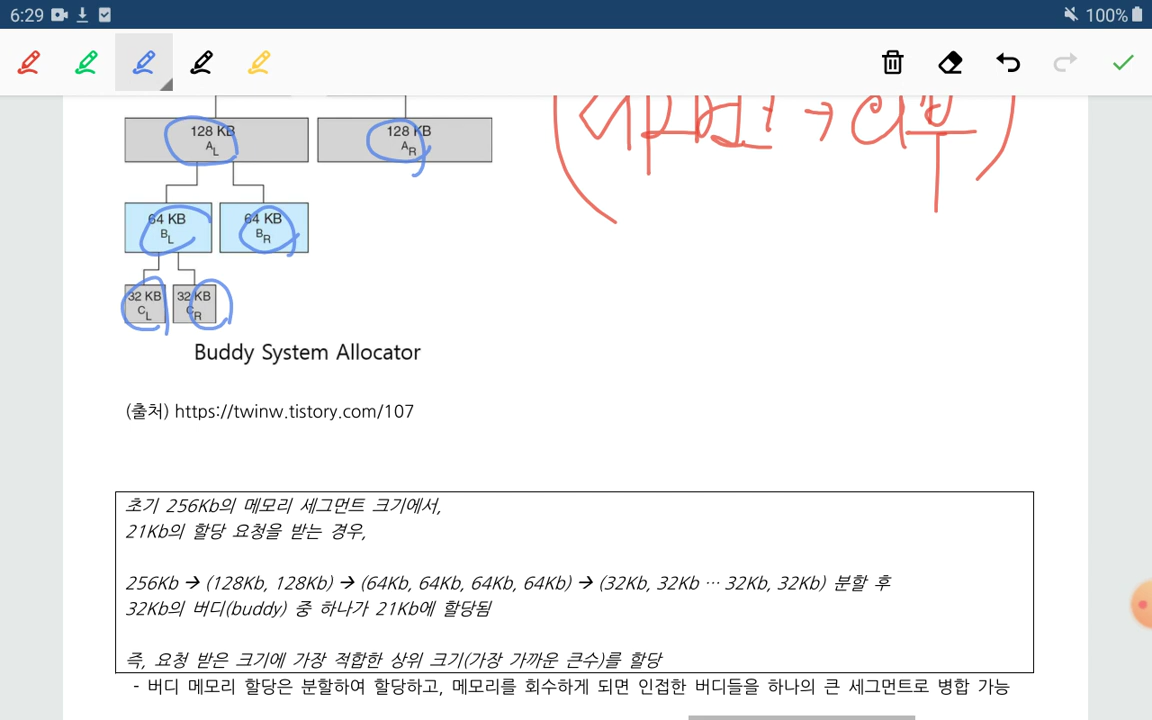 6:29 100%
128 KB 128 KB
AL AR
64 KB 64 KB
BL BR
32 KB 32 KB
CL CR
Buddy System Allocator
(출처) https://twinw.tistory.com/107
초기 256Kb의 메모리 세그먼트 크기에서,
21Kb의 할당 요청을 받는 경우,
256Kb → (128Kb, 128Kb) → (64Kb, 64Kb, 64Kb, 64Kb) → (32Kb, 32Kb … 32Kb, 32Kb) 분할 후
32Kb의 버디(buddy) 중 하나가 21Kb에 할당됨
즉, 요청 받은 크기에 가장 적합한 상위 크기(가장 가까운 큰수)를 할당
- 버디 메모리 할당은 분할하여 할당하고, 메모리를 회수하게 되면 인접한 버디들을 하나의 큰 세그먼트로 병합 가능